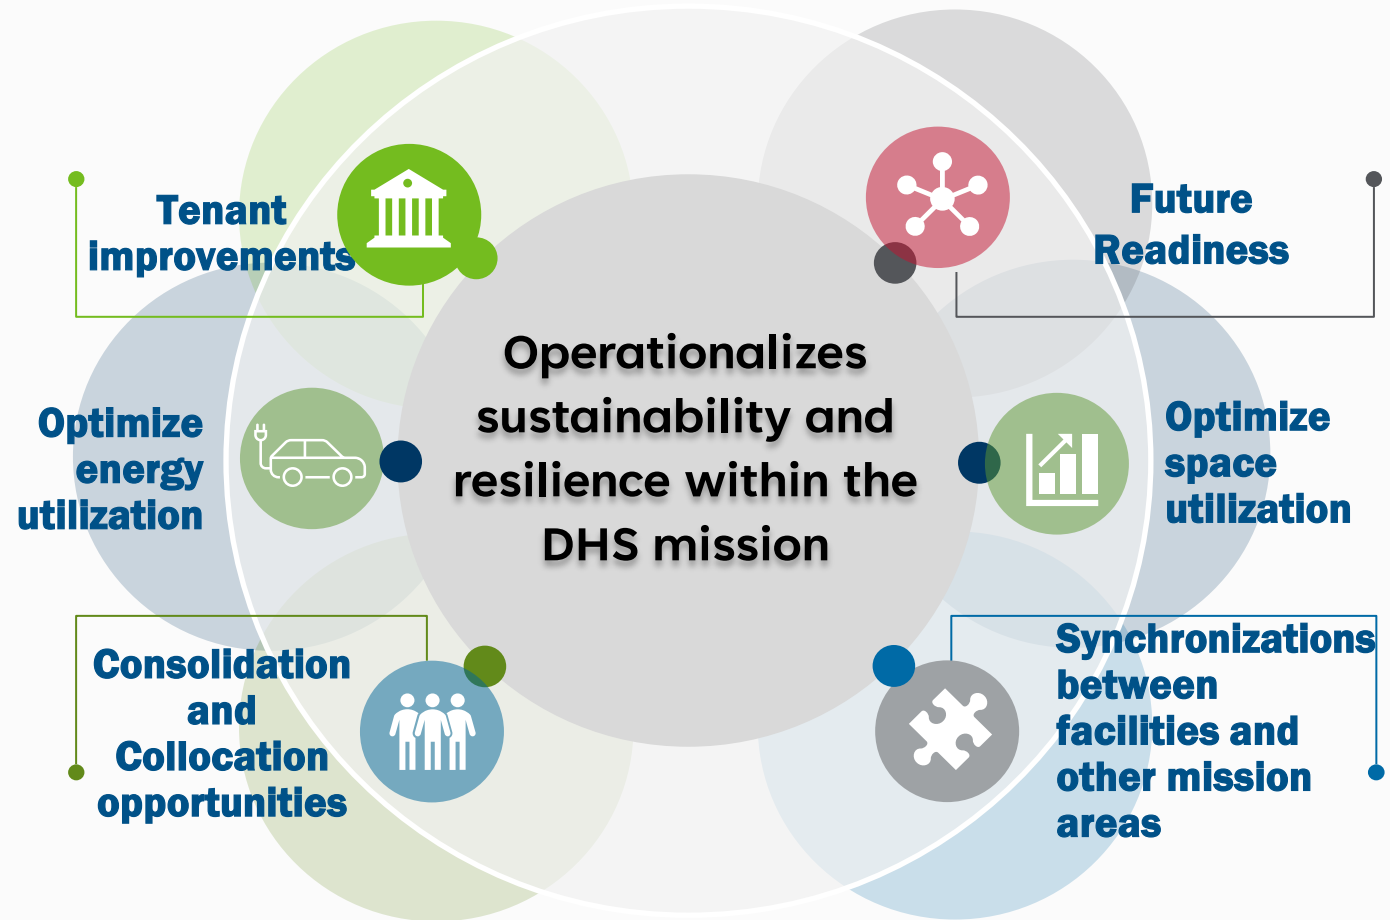 Tenant
improvements
Future
Readiness
Operationalizes
sustainability and
resilience within the
DHS mission
Optimize
energy
utilization
Optimize
space
utilization
Consolidation
and
Collocation
opportunities
Synchronizations
between
facilities and
other mission
areas